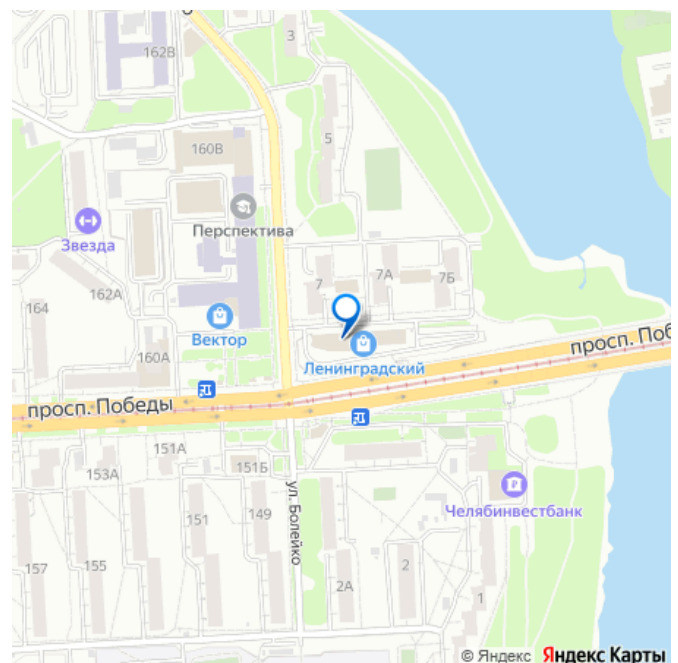 162В
3
160В
5
Перспектива
Звезда
7А
7Б
7
162А
164
Вектор
Ленинградский
160А
просп. Поб
просп. Победы
151А
153А
151Б
ул. Болейко
Челябинвестбанк
151
149
157
155
2А
2
1
© Яндекс Яндекс Карты